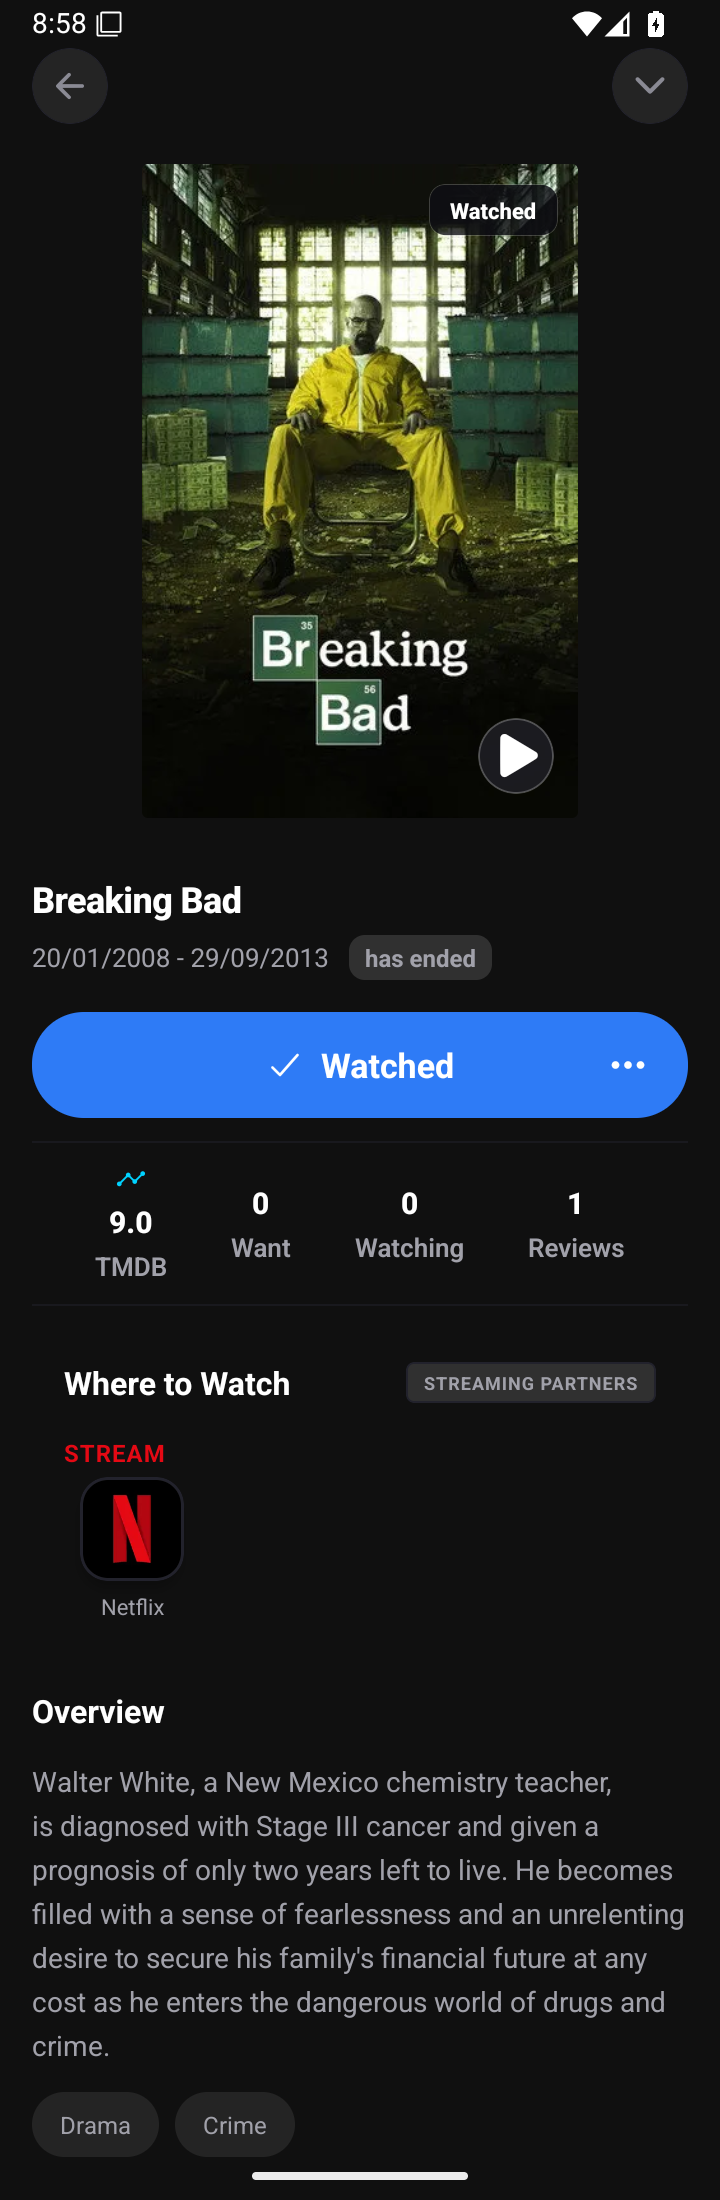 8:58
Watched
35
Breaking
56
Bad
Breaking Bad
20/01/2008 - 29/09/2013 has ended
Watched
9.0 0 0 1
TMDB Want Watching Reviews
Where to Watch STREAMING PARTNERS
STREAM
N
Netflix
Overview
Walter White, a New Mexico chemistry teacher,
is diagnosed with Stage III cancer and given a
prognosis of only two years left to live. He becomes
filled with a sense of fearlessness and an unrelenting
desire to secure his family's financial future at any
cost as he enters the dangerous world of drugs and
crime.
Drama Crime